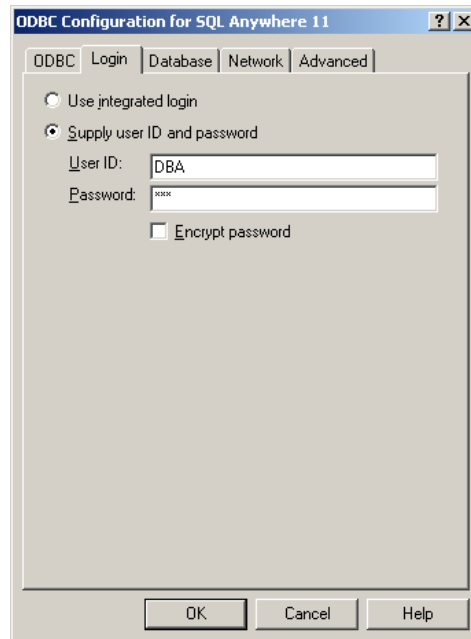 ODBC Configuration for SQL Anywhere 11 ? X
ODBC Login Database Network Advanced
Use integrated login
Supply user ID and password
User ID: DBA
Password: ***
Encrypt password
OK Cancel Help